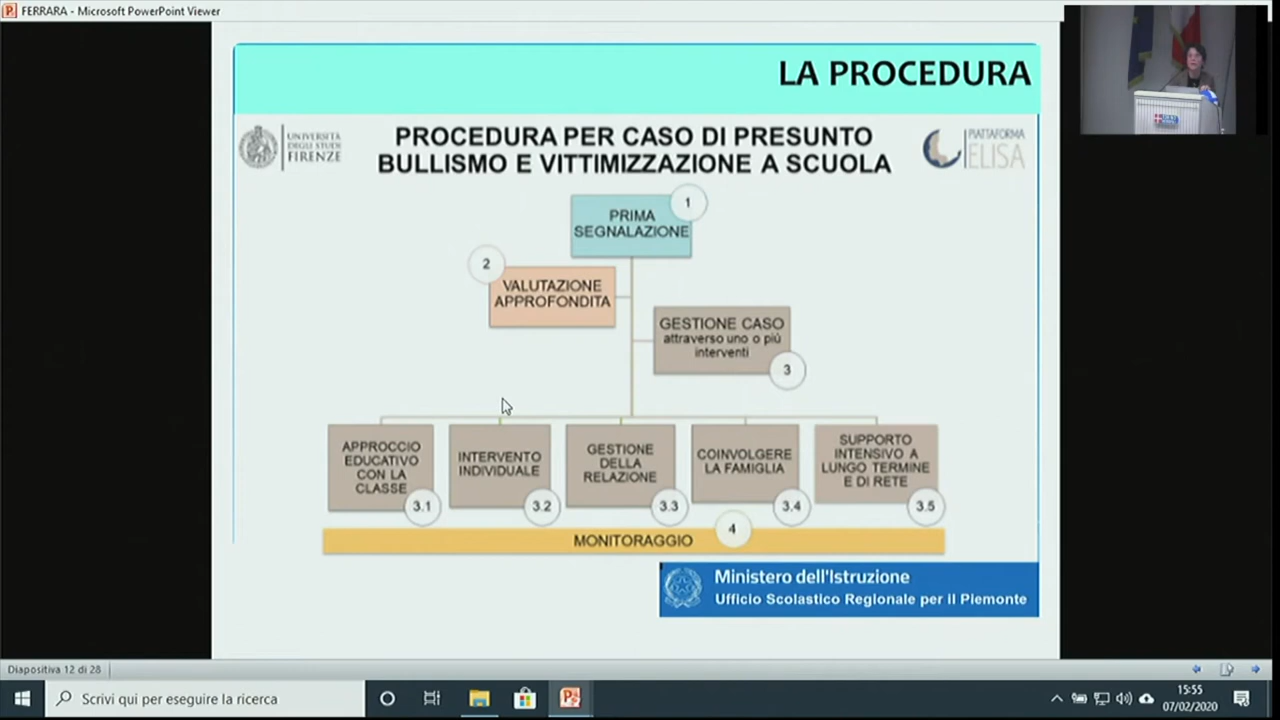 FERRARA - Microsoft PowerPoint Viewer
LA PROCEDURA
UNIVERSITÀ
DEGLI STUDI
FIRENZE
PROCEDURA PER CASO DI PRESUNTO
BULLISMO E VITTIMIZZAZIONE A SCUOLA
PIATTAFORMA
ELISA
1
PRIMA
SEGNALAZIONE
2
VALUTAZIONE
APPROFONDITA
GESTIONE CASO
attraverso uno o più
interventi
3
APPROCCIO
EDUCATIVO
CON LA
CLASSE
3.1
INTERVENTO
INDIVIDUALE
3.2
GESTIONE
DELLA
RELAZIONE
3.3
COINVOLGERE
LA FAMIGLIA
3.4
SUPPORTO
INTENSIVO A
LUNGO TERMINE
E DI RETE
3.5
4
MONITORAGGIO
Ministero dell'Istruzione
Ufficio Scolastico Regionale per il Piemonte
Diapositiva 12 di 28
Scrivi qui per eseguire la ricerca
15:55
07/02/2020